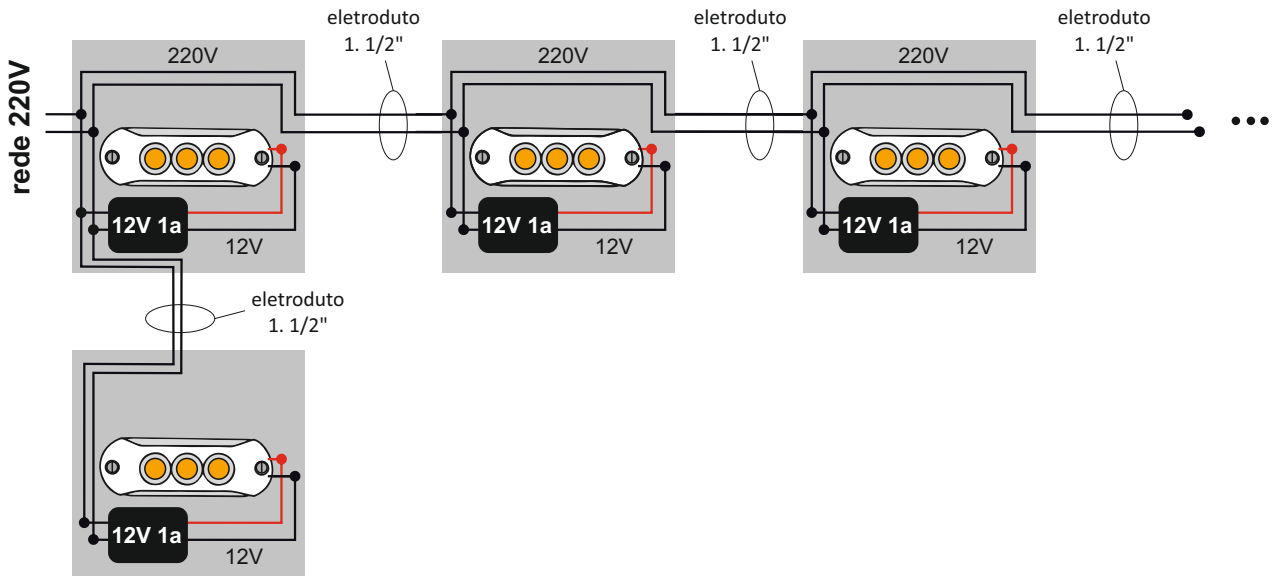 rede 220V
220V
12V 1a
12V
eletroduto
1. 1/2"
220V
12V 1a
12V
eletroduto
1. 1/2"
220V
12V 1a
12V
eletroduto
1. 1/2"
...
eletroduto
1. 1/2"
12V 1a
12V